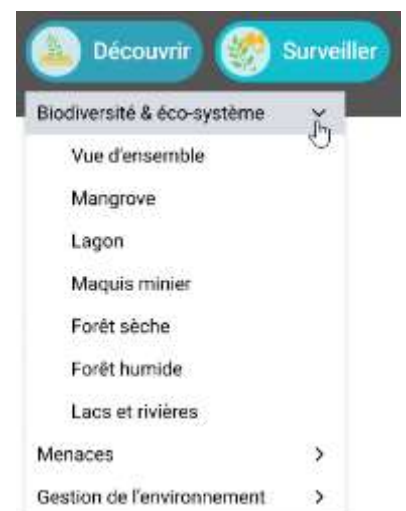 Découvrir Surveiller
Biodiversité & éco-système
Vue d'ensemble
Mangrove
Lagon
Maquis minier
Forêt sèche
Forêt humide
Lacs et rivières
Menaces
Gestion de l'environnement